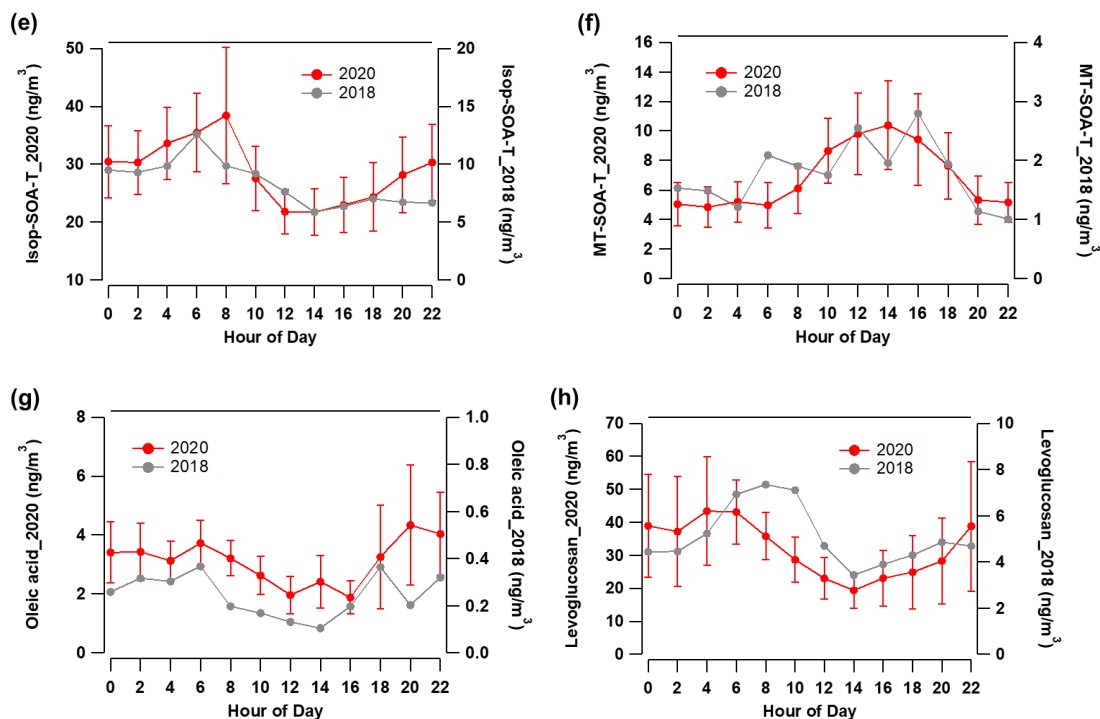 (e)
Isop-SOA-T_2020 (ng/m³)
50
40
30
20
10
20
15
10
5
0
Isop-SOA-T_2018 (ng/m³)
2020
2018
0 2 4 6 8 10 12 14 16 18 20 22
Hour of Day
(f)
MT-SOA-T_2020 (ng/m³)
16
14
12
10
8
6
4
2
0
4
3
2
1
0
MT-SOA-T_2018 (ng/m³)
2020
2018
0 2 4 6 8 10 12 14 16 18 20 22
Hour of Day
(g)
Oleic acid_2020 (ng/m³)
8
6
4
2
0
1.0
0.8
0.6
0.4
0.2
0.0
Oleic acid_2018 (ng/m³)
2020
2018
0 2 4 6 8 10 12 14 16 18 20 22
Hour of Day
(h)
Levoglucosan_2020 (ng/m³)
70
60
50
40
30
20
10
0
10
8
6
4
2
0
Levoglucosan_2018 (ng/m³)
2020
2018
0 2 4 6 8 10 12 14 16 18 20 22
Hour of Day